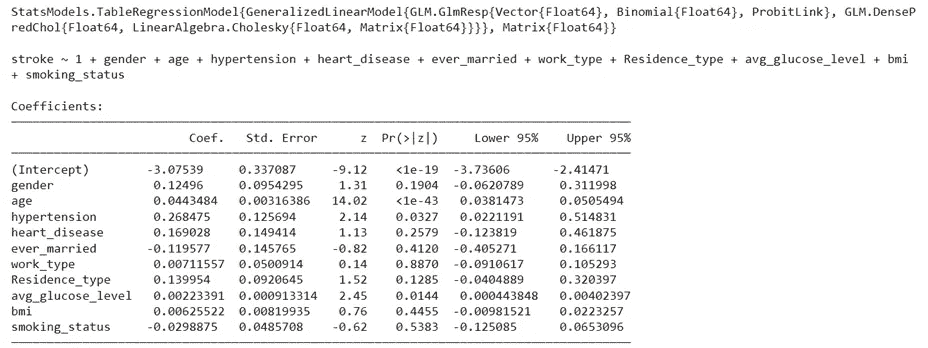 StatsModels.TableRegressionModel{GeneralizedLinearModel{GLM.GlmResp{Vector{Float64}, Binomial{Float64}, ProbitLink}, GLM.DenseP
redChol{Float64, LinearAlgebra.Cholesky{Float64, Matrix{Float64}}}}, Matrix{Float64}}
stroke ~ 1 + gender + age + hypertension + heart_disease + ever_married + work_type + Residence_type + avg_glucose_level + bmi
+ smoking_status
Coefficients:
Coef. Std. Error z Pr(>|z|) Lower 95% Upper 95%
(Intercept) -3.07539 0.337087 -9.12 <1e-19 -3.73606 -2.41471
gender 0.12496 0.0954295 1.31 0.1904 -0.0620789 0.311998
age 0.0443484 0.00316386 14.02 <1e-43 0.0381473 0.0505494
hypertension 0.268475 0.125694 2.14 0.0327 0.0221191 0.514831
heart_disease 0.169028 0.149414 1.13 0.2579 -0.123819 0.461875
ever_married -0.119577 0.145765 -0.82 0.4120 -0.405271 0.166117
work_type 0.00711557 0.0500914 0.14 0.8870 -0.0910617 0.105293
Residence_type 0.139954 0.0920645 1.52 0.1285 -0.0404889 0.320397
avg_glucose_level 0.00223391 0.000913314 2.45 0.0144 0.000443848 0.00402397
bmi 0.00625522 0.00819935 0.76 0.4455 -0.00981521 0.0223257
smoking_status -0.0298875 0.0485708 -0.62 0.5383 -0.125085 0.0653096